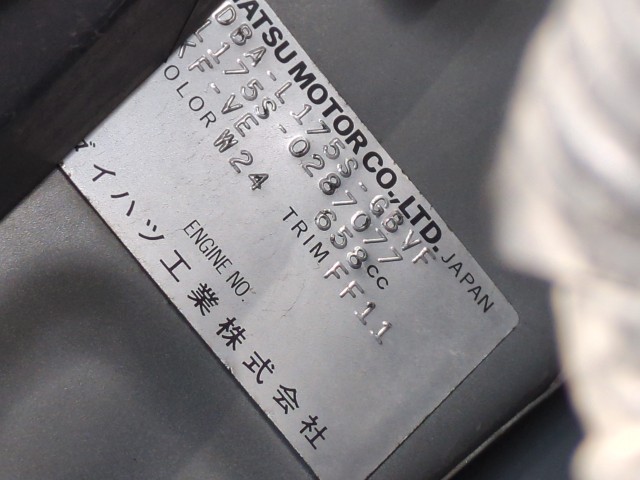 ATSU MOTOR CO., LTD. JAPAN
DBA-L175S-GBVF
L175S-0287077
KF-VE 658cc
COLOR W24 TRIM FF11
ENGINE NO.
ダイハツ工業株式会社